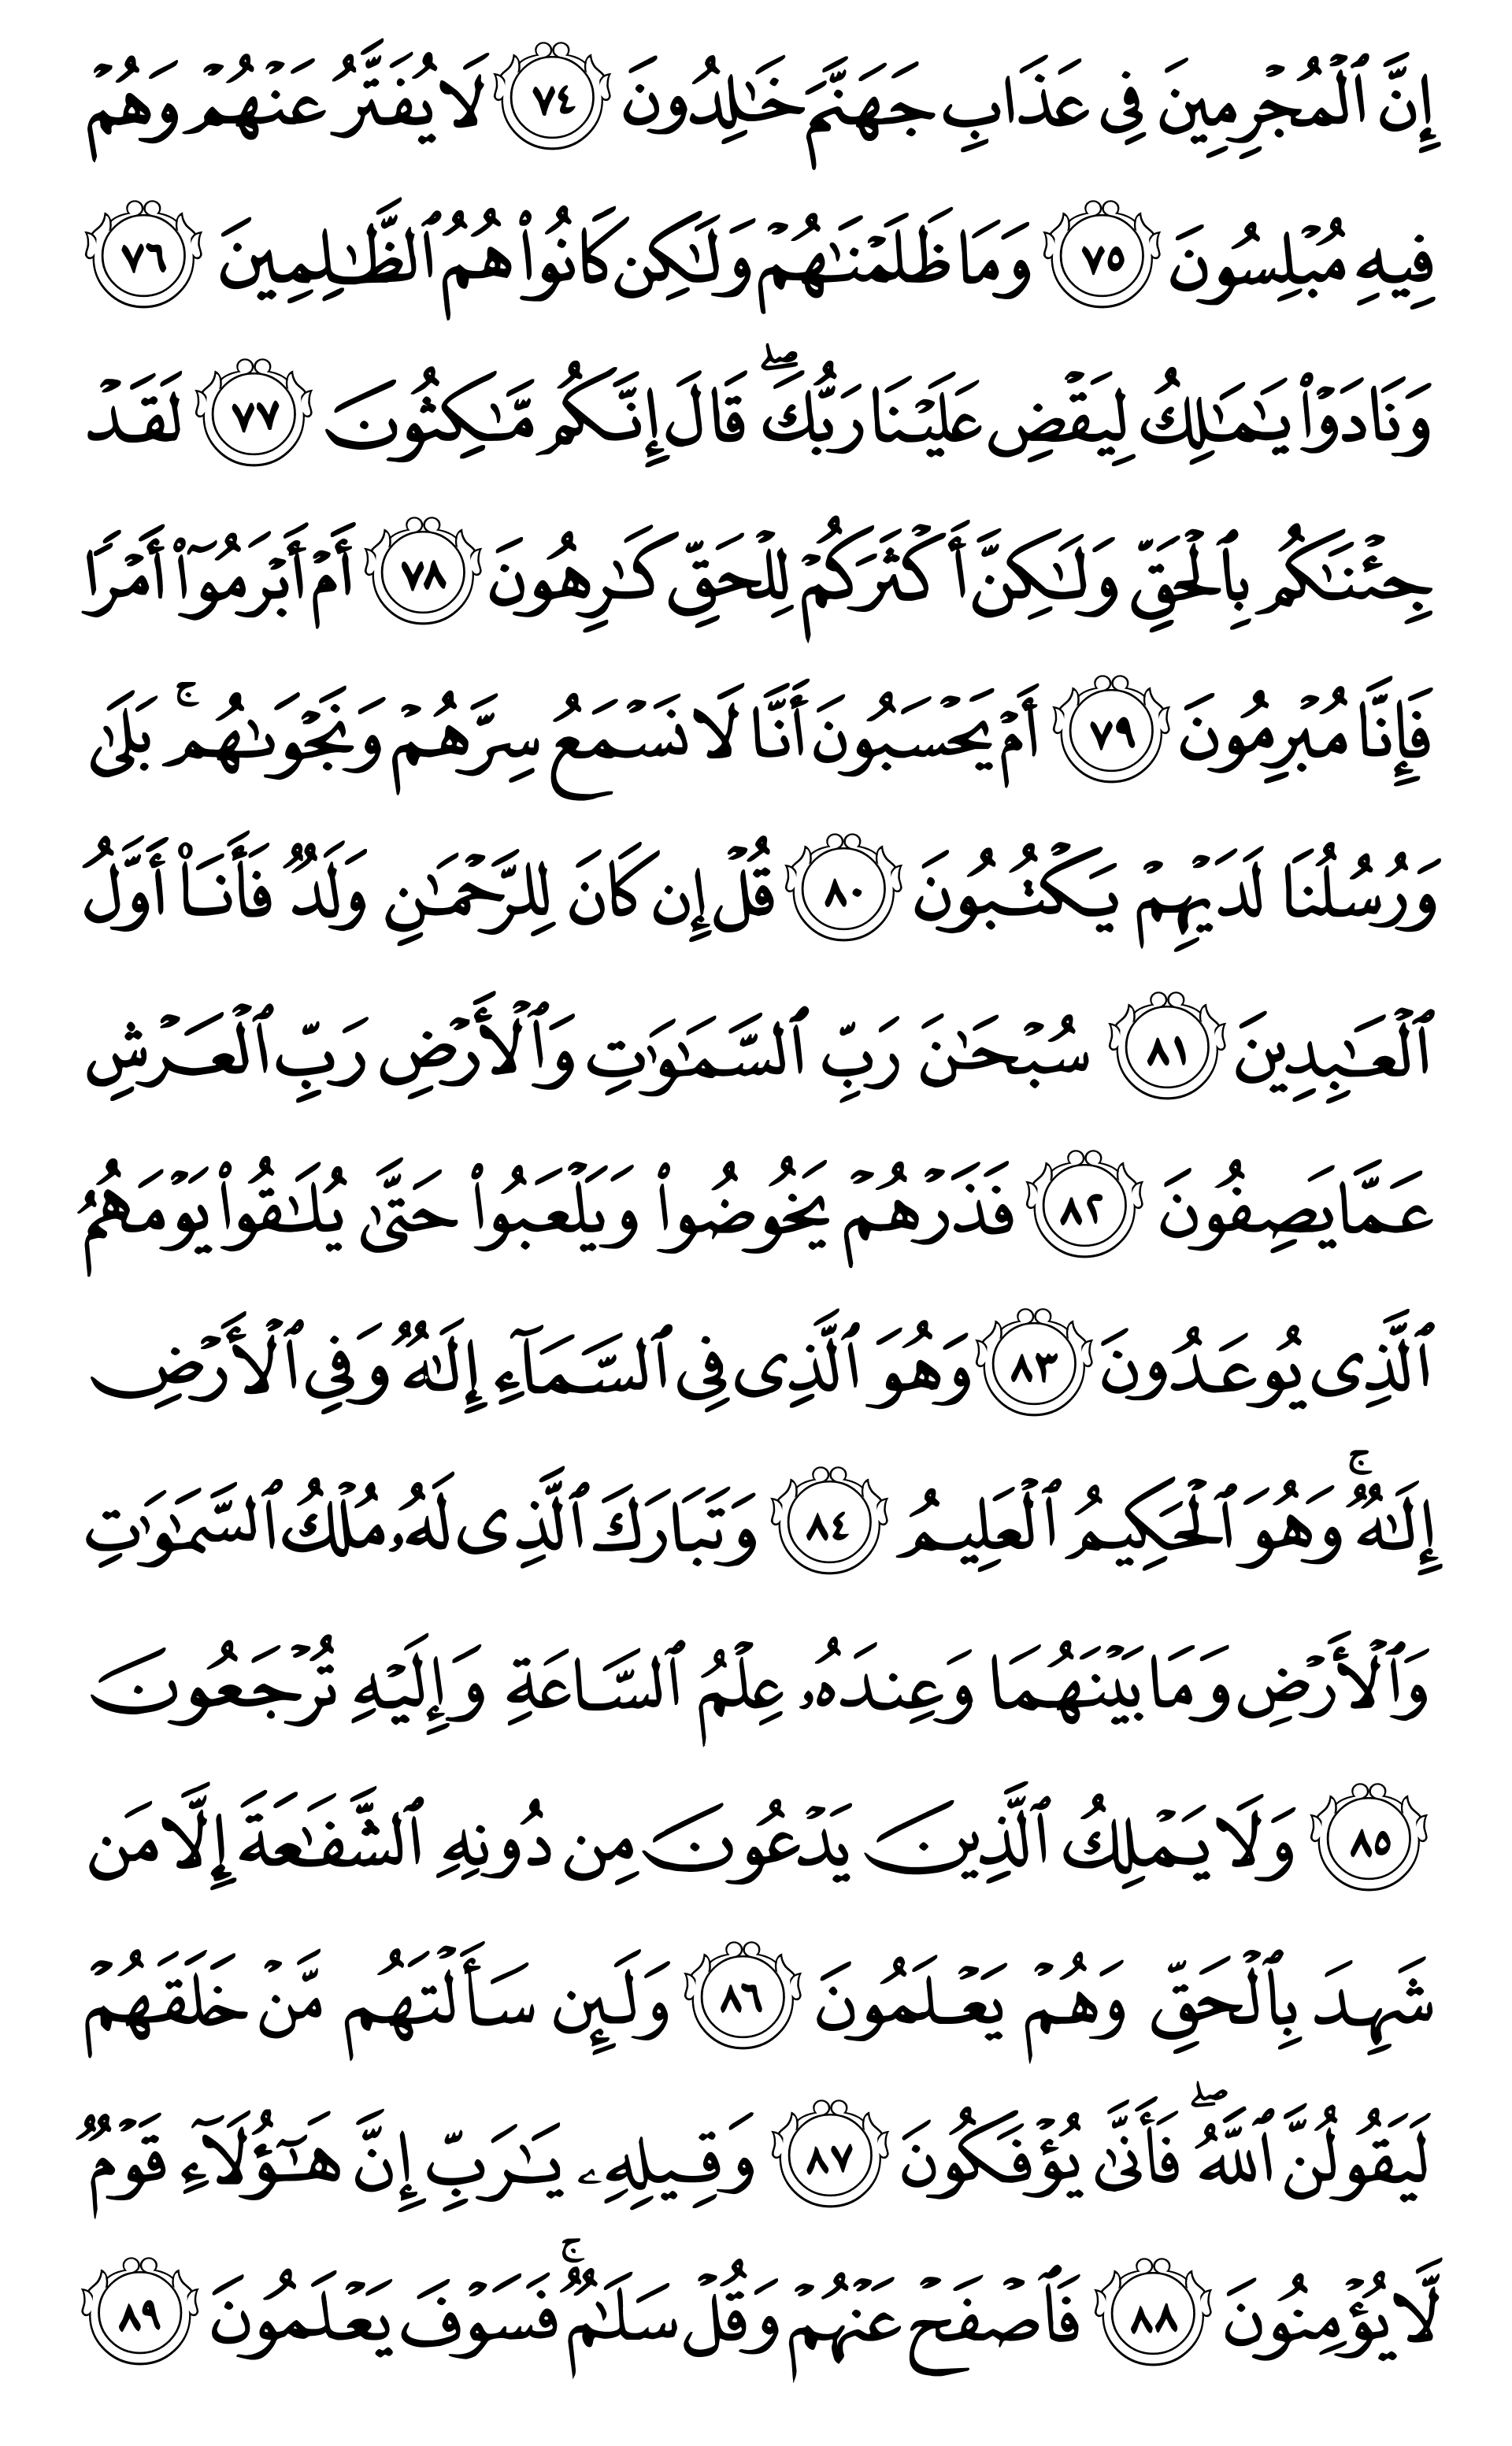 إِنَّ ٱلْمُجْرِمِينَ فِى عَذَابِ جَهَنَّمَ خَـٰلِدُونَ ٧٤ لَا يُفَتَّرُ عَنْهُمْ وَهُمْ
فِيهِ مُبْلِسُونَ ٧٥ وَمَا ظَلَمْنَـٰهُمْ وَلَـٰكِن كَانُوا۟ هُمُ ٱلظَّـٰلِمِينَ ٧٦
وَنَادَوْا۟ يَـٰمَـٰلِكُ لِيَقْضِ عَلَيْنَا رَبُّكَ ۖ قَالَ إِنَّكُم مَّـٰكِثُونَ ٧٧ لَقَدْ
جِئْنَـٰكُم بِٱلْحَقِّ وَلَـٰكِنَّ أَكْثَرَكُمْ لِلْحَقِّ كَـٰرِهُونَ ٧٨ أَمْ أَبْرَمُوٓا۟ أَمْرًا
فَإِنَّا مُبْرِمُونَ ٧٩ أَمْ يَحْسَبُونَ أَنَّا لَا نَسْمَعُ سِرَّهُمْ وَنَجْوَىٰهُم ۚ بَلَىٰ
وَرُسُلُنَا لَدَيْهِمْ يَكْتُبُونَ ٨٠ قُلْ إِن كَانَ لِلرَّحْمَـٰنِ وَلَدٌ فَأَنَا۠ أَوَّلُ
ٱلْعَـٰبِدِينَ ٨١ سُبْحَـٰنَ رَبِّ ٱلسَّمَـٰوَٰتِ وَٱلْأَرْضِ رَبِّ ٱلْعَرْشِ
عَمَّا يَصِفُونَ ٨٢ فَذَرْهُمْ يَخُوضُوا۟ وَيَلْعَبُوا۟ حَتَّىٰ يُلَـٰقُوا۟ يَوْمَهُمُ
ٱلَّذِى يُوعَدُونَ ٨٣ وَهُوَ ٱلَّذِى فِى ٱلسَّمَآءِ إِلَـٰهٌ وَفِى ٱلْأَرْضِ
إِلَـٰهٌ ۚ وَهُوَ ٱلْحَكِيمُ ٱلْعَلِيمُ ٨٤ وَتَبَارَكَ ٱلَّذِى لَهُۥ مُلْكُ ٱلسَّمَـٰوَٰتِ
وَٱلْأَرْضِ وَمَا بَيْنَهُمَا وَعِندَهُۥ عِلْمُ ٱلسَّاعَةِ وَإِلَيْهِ تُرْجَعُونَ
٨٥ وَلَا يَمْلِكُ ٱلَّذِينَ يَدْعُونَ مِن دُونِهِ ٱلشَّفَـٰعَةَ إِلَّا مَن
شَهِدَ بِٱلْحَقِّ وَهُمْ يَعْلَمُونَ ٨٦ وَلَئِن سَأَلْتَهُم مَّنْ خَلَقَهُمْ
لَيَقُولُنَّ ٱللَّهُ ۖ فَأَنَّىٰ يُؤْفَكُونَ ٨٧ وَقِيلِهِۦ يَـٰرَبِّ إِنَّ هَـٰٓؤُلَآءِ قَوْمٌ
لَّا يُؤْمِنُونَ ٨٨ فَٱصْفَحْ عَنْهُمْ وَقُلْ سَلَـٰمٌ ۚ فَسَوْفَ يَعْلَمُونَ ٨٩